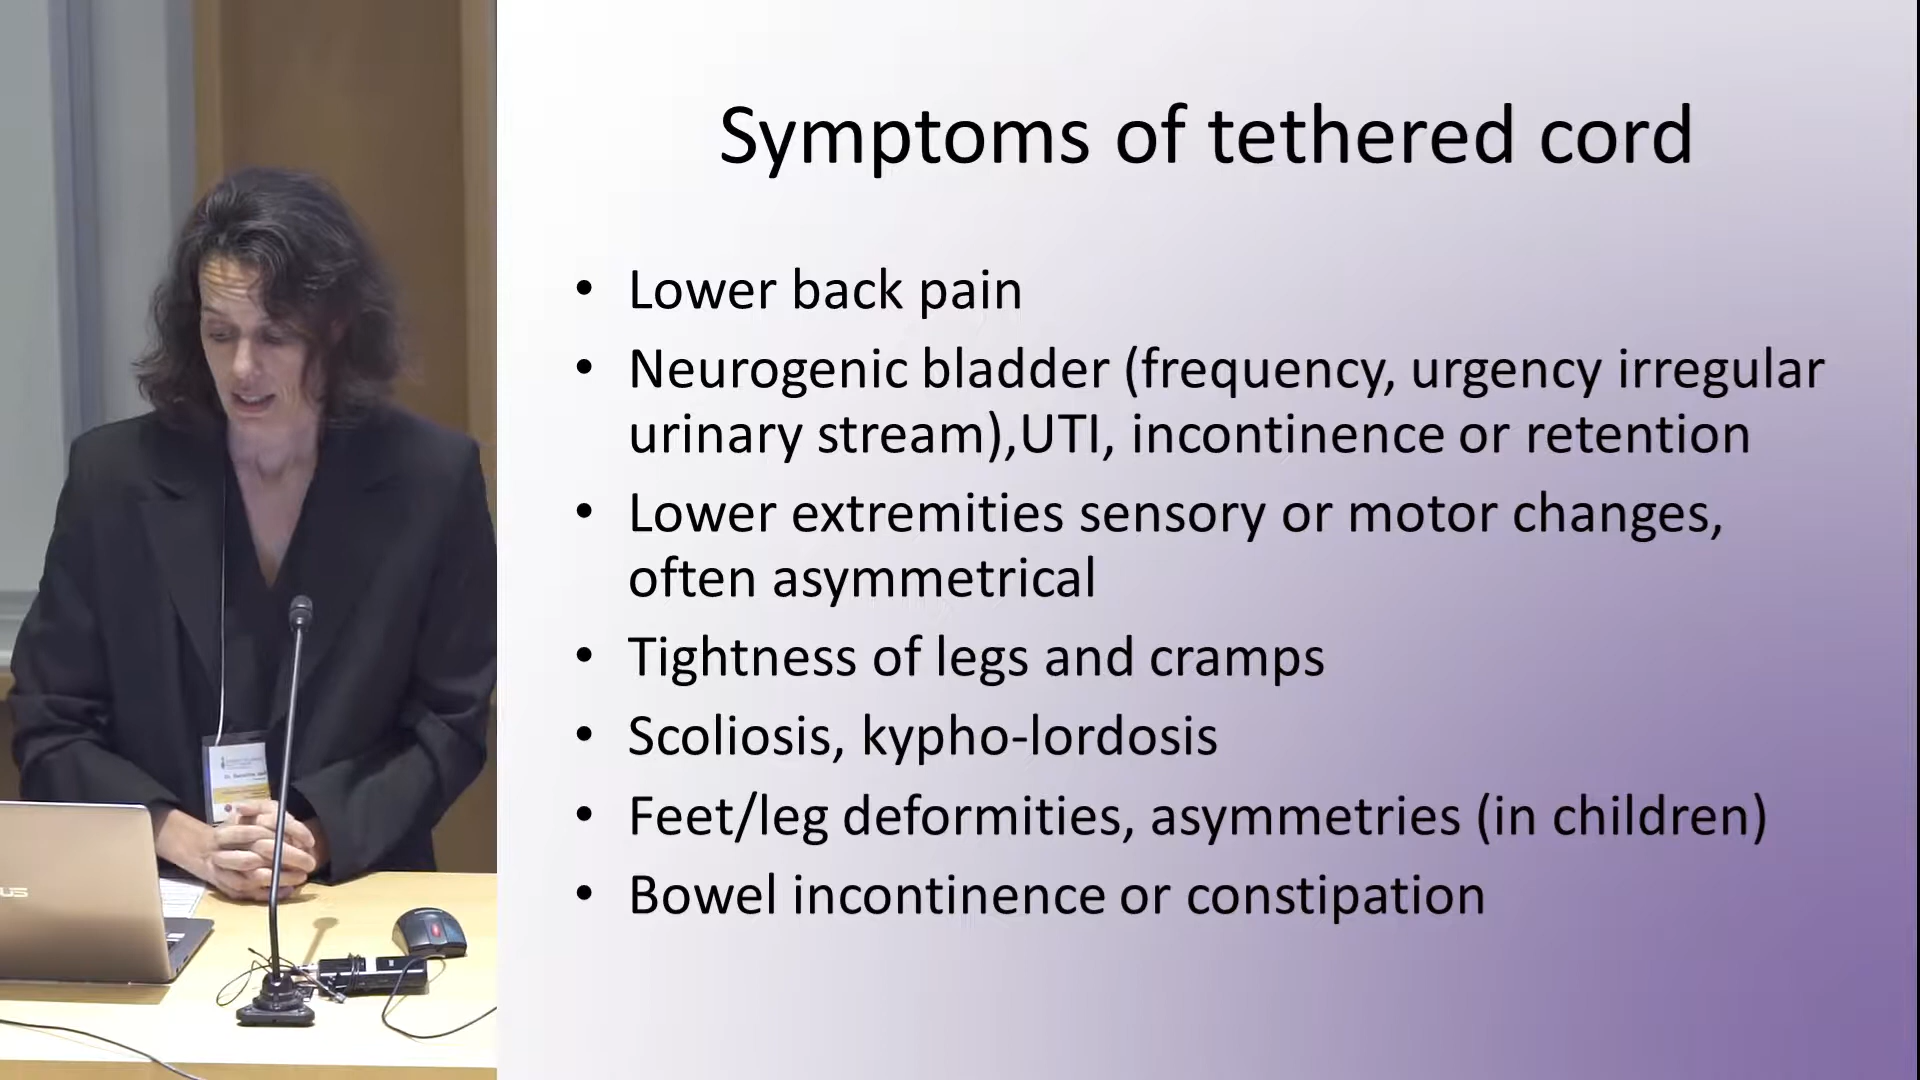 Symptoms of tethered cord
• Lower back pain
• Neurogenic bladder (frequency, urgency irregular
urinary stream),UTI, incontinence or retention
• Lower extremities sensory or motor changes,
often asymmetrical
• Tightness of legs and cramps
• Scoliosis, kypho-lordosis
• Feet/leg deformities, asymmetries (in children)
• Bowel incontinence or constipation